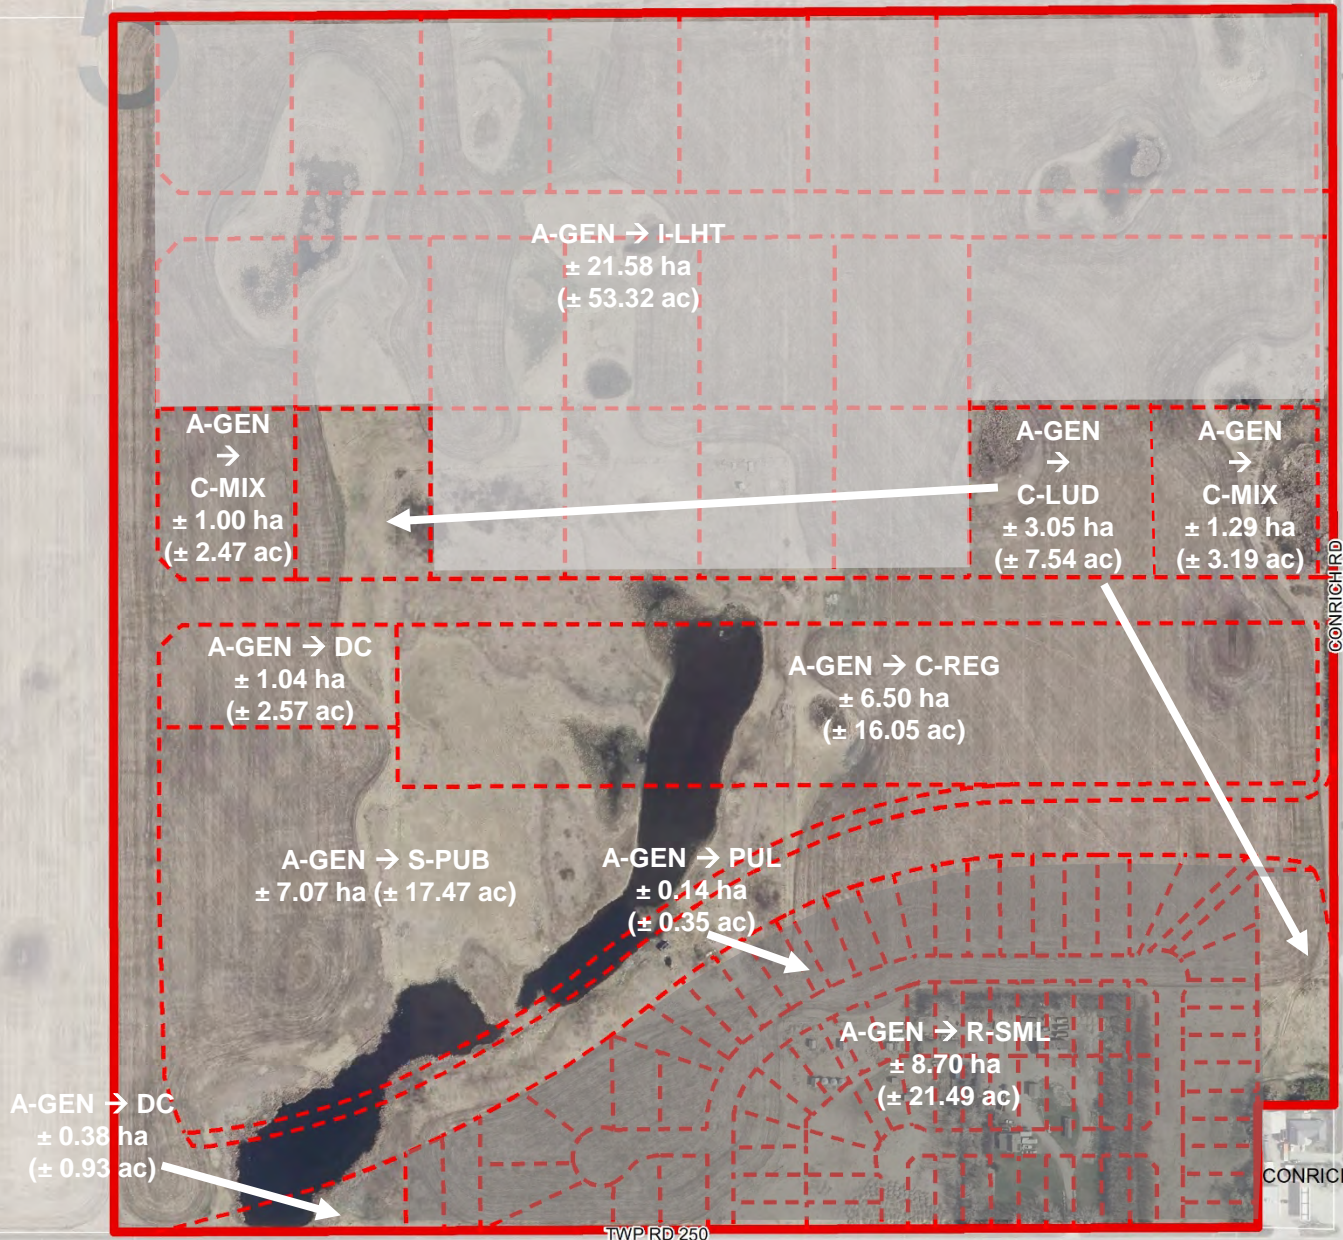 A-GEN → I-LHT
± 21.58 ha
(± 53.32 ac)
A-GEN
→
C-MIX
± 1.00 ha
(± 2.47 ac)
A-GEN
→
C-LUD
± 3.05 ha
(± 7.54 ac)
A-GEN
→
C-MIX
± 1.29 ha
(± 3.19 ac)
CONRICH RD
A-GEN → DC
± 1.04 ha
(± 2.57 ac)
A-GEN → C-REG
± 6.50 ha
(± 16.05 ac)
A-GEN → S-PUB
± 7.07 ha (± 17.47 ac)
A-GEN → PUL
± 0.14 ha
(± 0.35 ac)
A-GEN → R-SML
± 8.70 ha
(± 21.49 ac)
A-GEN → DC
± 0.38 ha
(± 0.93 ac)
CONRICH
TWP RD 250